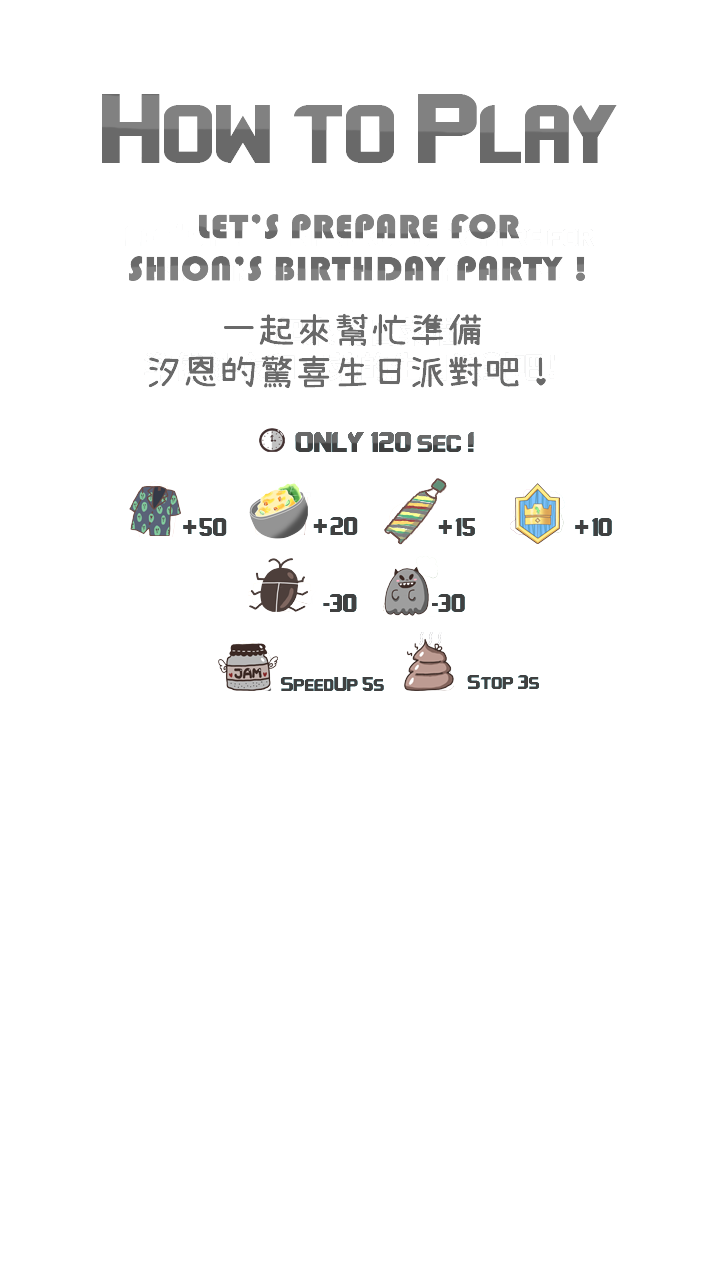 HOW TO PLAY
LET'S PREPARE FOR
SHION'S BIRTHDAY PARTY !
一起來幫忙準備
汐恩的驚喜生日派對吧！
ONLY 120 SEC !
+50 +20 +15 +10
-30 -30
JAM SPEEDUP 5S STOP 3S